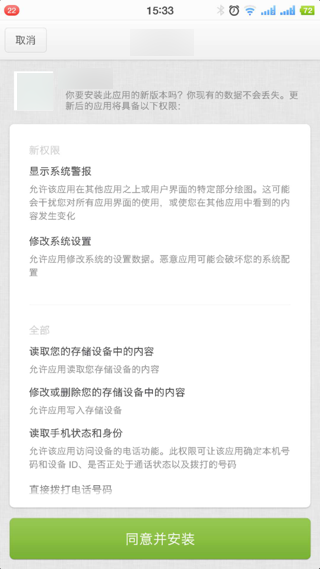 22
15:33
72
取消
你要安装此应用的新版本吗？你现有的数据不会丢失。更
新后的应用将具备以下权限：
新权限
显示系统警报
允许该应用在其他应用之上或用户界面的特定部分绘图。这可能
会干扰您对所有应用界面的使用，或使您在其他应用中看到的内
容发生变化
修改系统设置
允许应用修改系统的设置数据。恶意应用可能会破坏您的系统配
置
全部
读取您的存储设备中的内容
允许应用读取您存储设备的内容
修改或删除您的存储设备中的内容
允许应用写入存储设备
读取手机状态和身份
允许该应用访问设备的电话功能。此权限可让该应用确定本机号
码和设备 ID、是否正处于通话状态以及拨打的号码
直接拨打电话号码
同意并安装